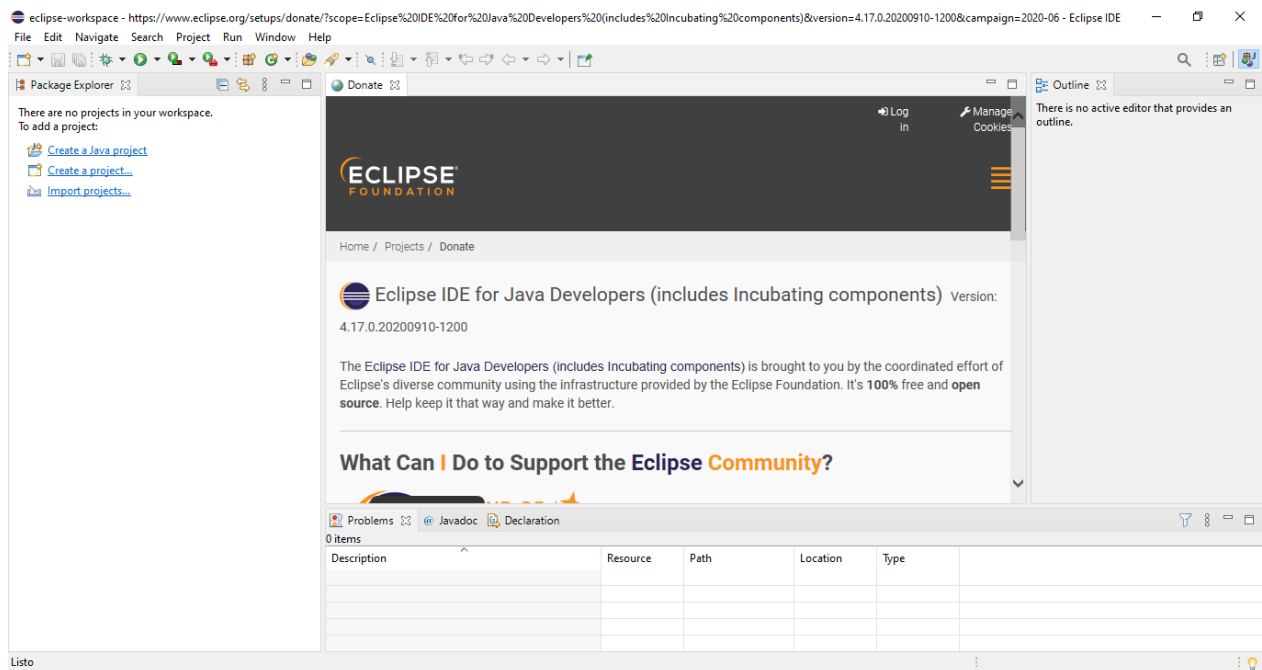 eclipse-workspace - https://www.eclipse.org/setups/donate/?scope=Eclipse%20IDE%20for%20Java%20Developers%20(includes%20Incubating%20components)&version=4.17.0.20200910-1200&campaign=2020-06 - Eclipse IDE
File Edit Navigate Search Project Run Window Help
Package Explorer
There are no projects in your workspace.
To add a project:
Create a Java project
Create a project...
Import projects...
Donate
Log
in
Manage
Cookies
ECLIPSE
FOUNDATION
Home / Projects / Donate
Eclipse IDE for Java Developers (includes Incubating components) Version:
4.17.0.20200910-1200
The Eclipse IDE for Java Developers (includes Incubating components) is brought to you by the coordinated effort of
Eclipse's diverse community using the infrastructure provided by the Eclipse Foundation. It's 100% free and open
source. Help keep it that way and make it better.
What Can I Do to Support the Eclipse Community?
Outline
There is no active editor that provides an
outline.
Problems @ Javadoc Declaration
0 items
Description Resource Path Location Type
Listo